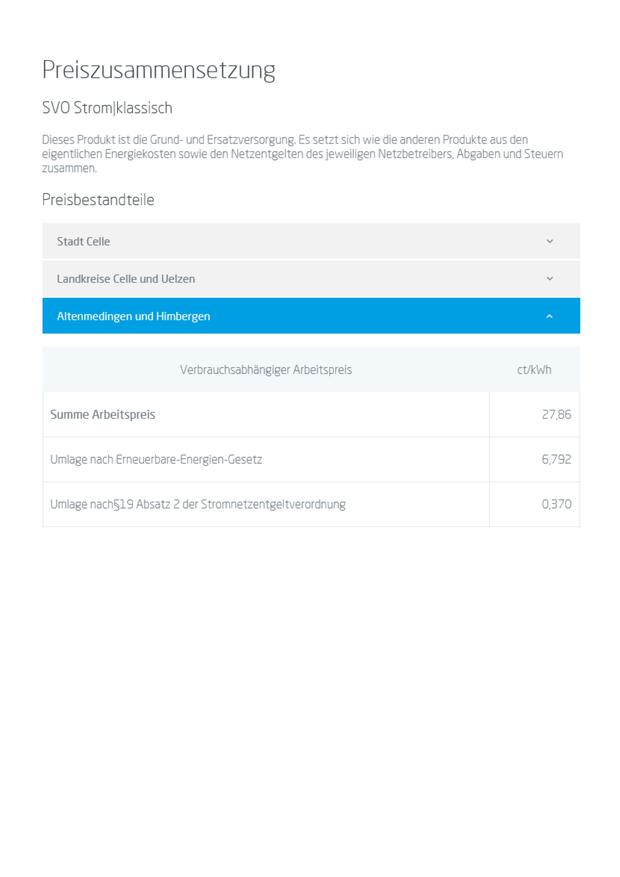 Preiszusammensetzung
SVO Strom|klassisch
Dieses Produkt ist die Grund- und Ersatzversorgung. Es setzt sich wie die anderen Produkte aus den
eigentlichen Energiekosten sowie den Netzentgelten des jeweiligen Netzbetreibers, Abgaben und Steuern
zusammen.
Preisbestandteile
Stadt Celle
Landkreise Celle und Uelzen
Altenmedingen und Himbergen
Verbrauchsabhängiger Arbeitspreis ct/kWh
Summe Arbeitspreis 27,86
Umlage nach Erneuerbare-Energien-Gesetz 6,792
Umlage nach§19 Absatz 2 der Stromnetzentgeltverordnung 0,370